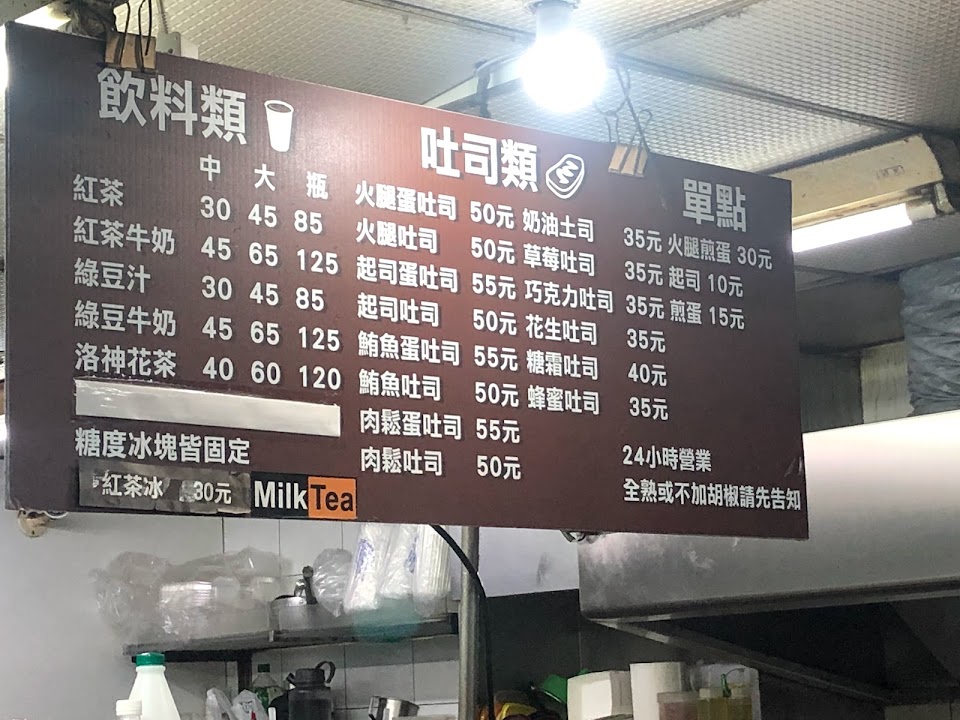 飲料類
中 大 瓶
紅茶 30 45 85
紅茶牛奶 45 65 125
綠豆汁 30 45 85
綠豆牛奶 45 65 125
洛神花茶 40 60 120
糖度冰塊皆固定
紅茶冰 30元
MilkTea
吐司類
火腿蛋吐司 50元
火腿吐司 50元
起司蛋吐司 55元
起司吐司 50元
鮪魚蛋吐司 55元
鮪魚吐司 50元
肉鬆蛋吐司 55元
肉鬆吐司 50元
奶油土司 35元
草莓吐司 35元
巧克力吐司 35元
花生吐司 35元
糖霜吐司 40元
蜂蜜吐司 35元
單點
火腿煎蛋 30元
起司 10元
煎蛋 15元
24小時營業
全熟或不加胡椒請先告知